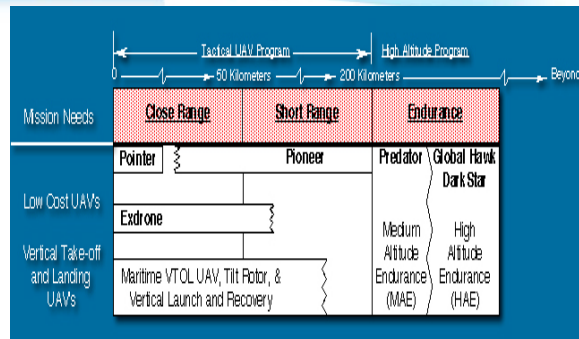 Tactical UAV Program
High Altitude Program
0
50 Kilometers
200 Kilometers
Beyond
Mission Needs
Close Range
Short Range
Endurance
Pointer
Pioneer
Predator
Global Hawk
Dark Star
Low Cost UAVs
Exdrone
Vertical Take-off
and Landing
UAV's
Maritime VTOL UAV, Tilt Rotor, &
Vertical Launch and Recovery
Medium
Altitude
Endurance
(MAE)
High
Altitude
Endurance
(HAE)